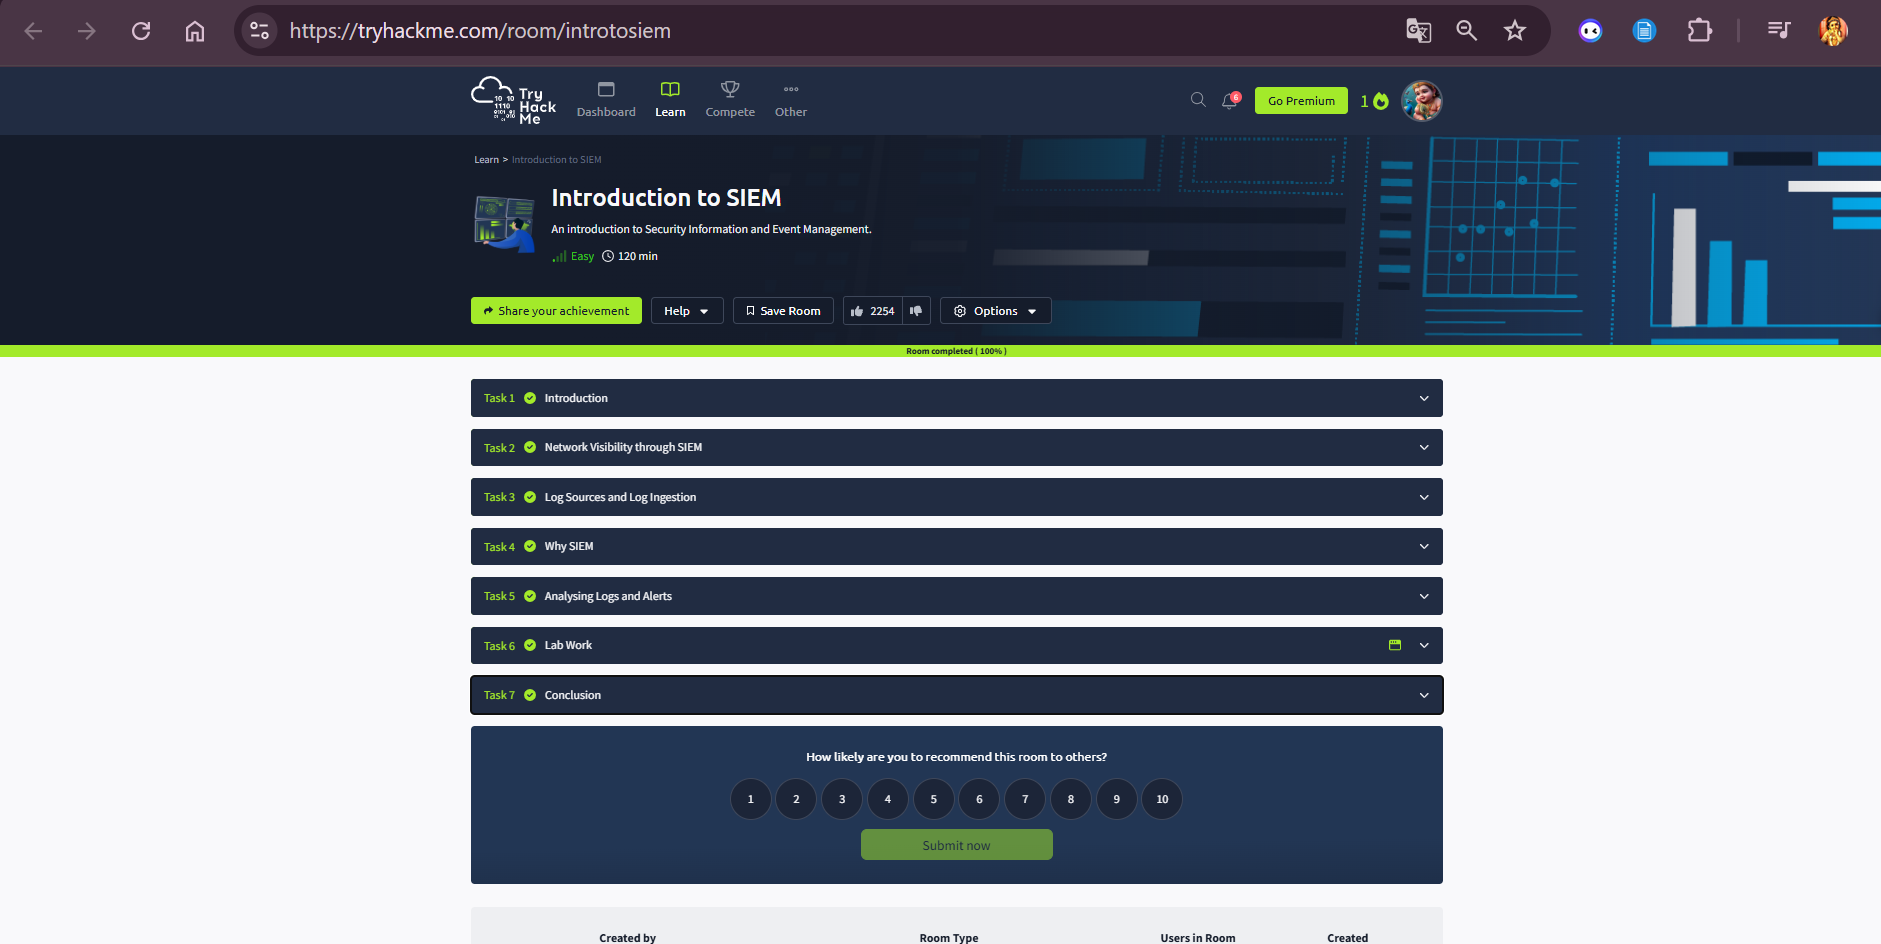 https://tryhackme.com/room/introtosiem
Try
Hack
Me
Dashboard
Learn
Compete
Other
6
Go Premium
1
Learn > Introduction to SIEM
Introduction to SIEM
An introduction to Security Information and Event Management.
Easy 120 min
Share your achievement
Help
Save Room
2254
Options
Room completed ( 100% )
Task 1 Introduction
Task 2 Network Visibility through SIEM
Task 3 Log Sources and Log Ingestion
Task 4 Why SIEM
Task 5 Analysing Logs and Alerts
Task 6 Lab Work
Task 7 Conclusion
How likely are you to recommend this room to others?
1 2 3 4 5 6 7 8 9 10
Submit now
Created by Room Type Users in Room Created